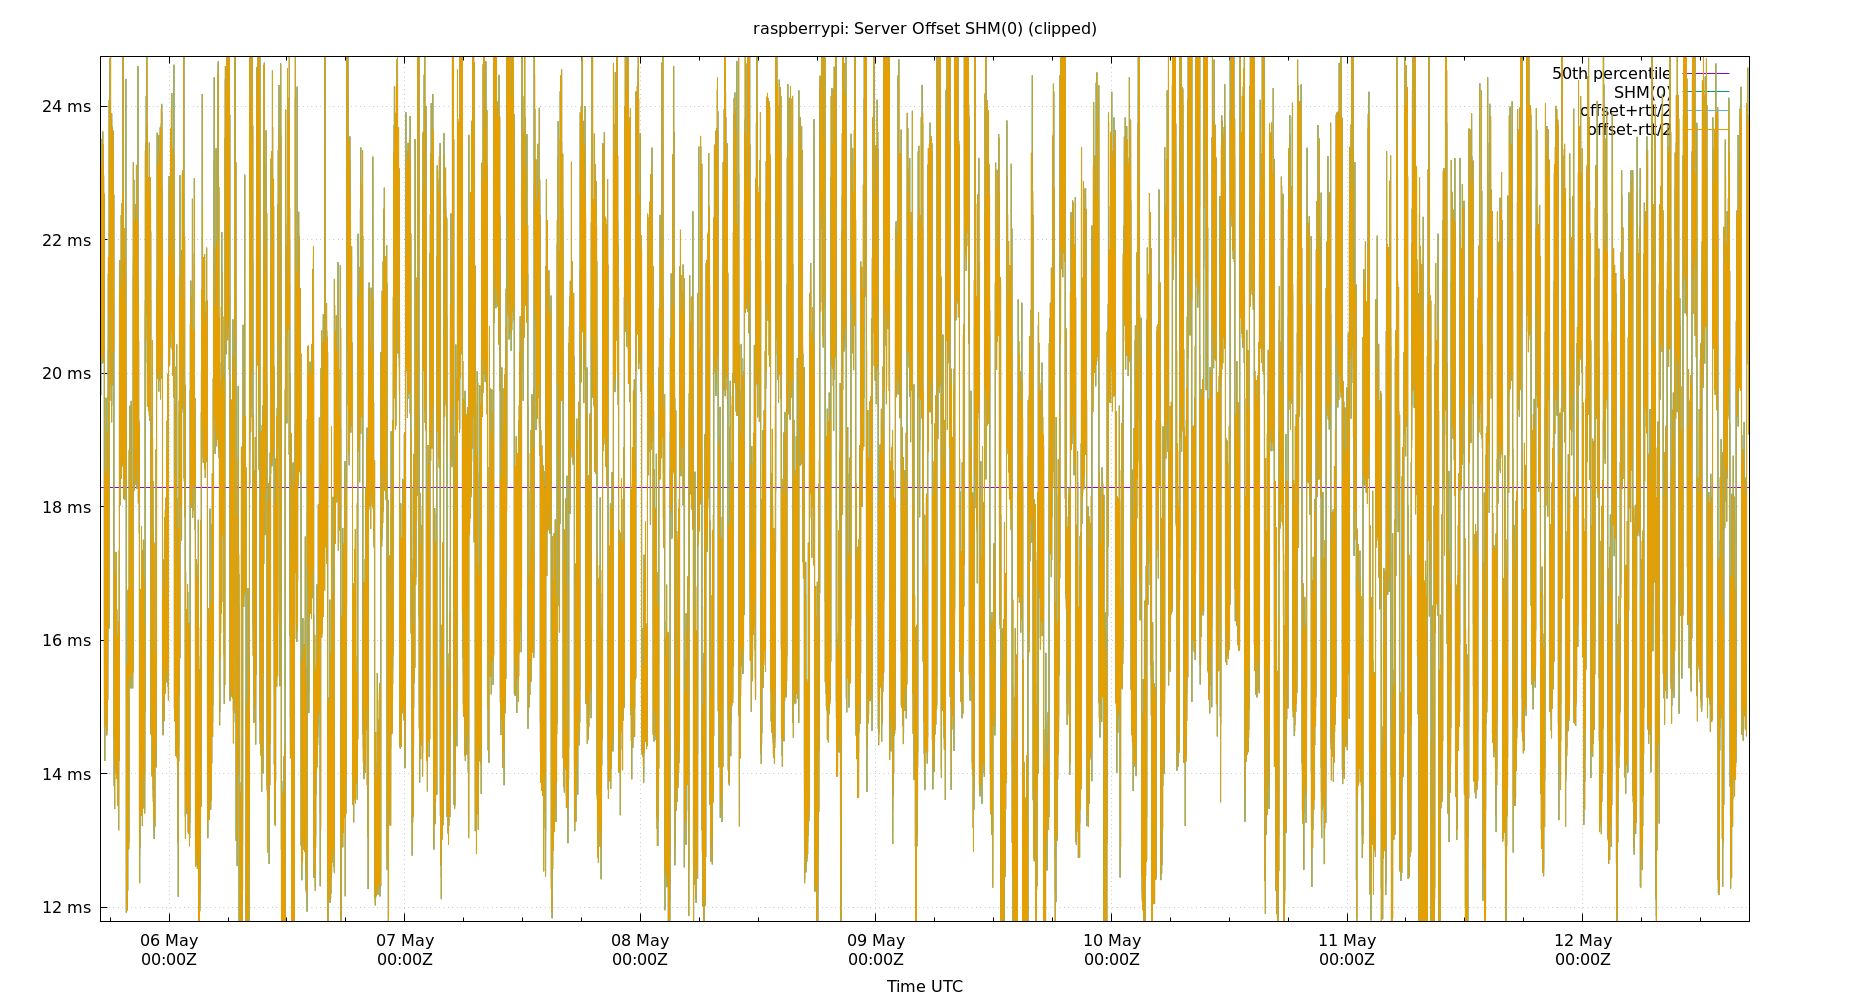 raspberrypi: Server Offset SHM(0) (clipped)
50th percentile
SHM(0)
offset+rtt/2
offset-rtt/2
24 ms
22 ms
20 ms
18 ms
16 ms
14 ms
12 ms
06 May 07 May 08 May 09 May 10 May 11 May 12 May
00:00Z 00:00Z 00:00Z 00:00Z 00:00Z 00:00Z 00:00Z
Time UTC